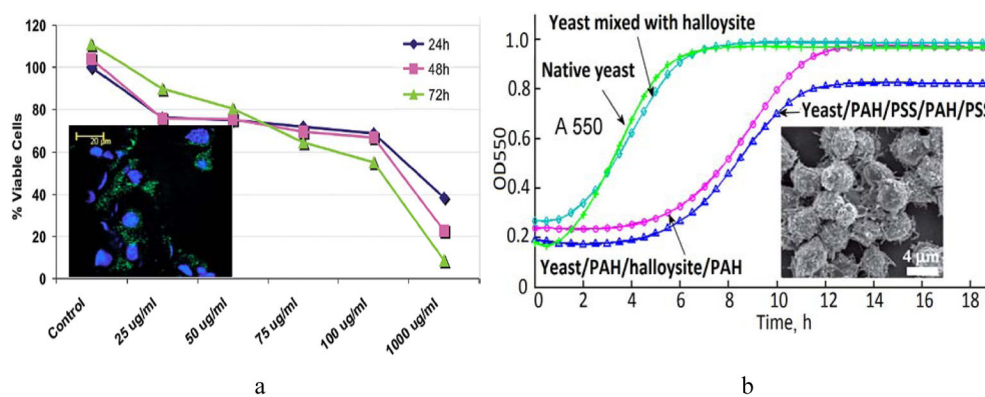 a
120
100
80
60
40
20
0
% Viable Cells
24h
48h
72h
20 µm
Control
25 ug/ml
50 ug/ml
75 ug/ml
100 ug/ml
1000 ug/ml
a
b
Yeast mixed with halloysite
Native yeast
A 550
Yeast/PAH/PSS/PAH/PSS
Yeast/PAH/halloysite/PAH
4 µm
1.0
0.8
0.6
0.4
0.2
0
OD550
0 2 4 6 8 10 12 14 16 18
Time, h
b